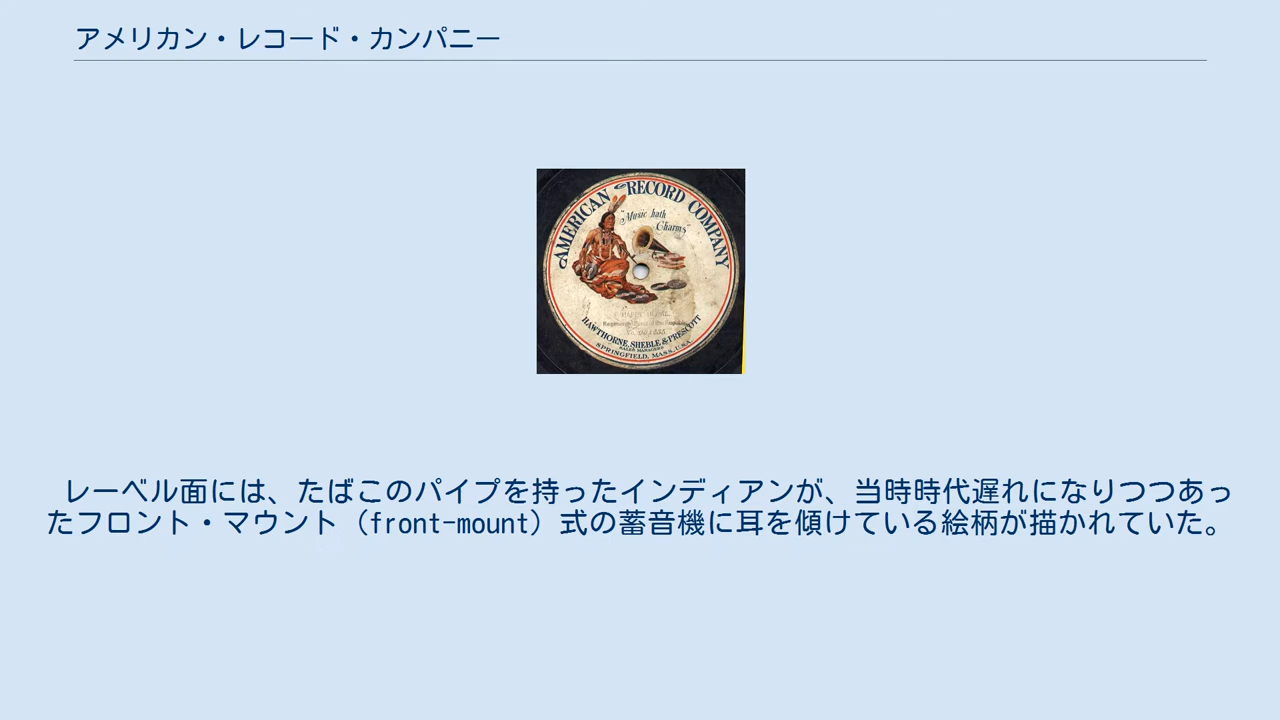 アメリカン・レコード・カンパニー
AMERICAN RECORD COMPANY
"Music hath
Charms"
HAWTHORNE, SHEBLE & PRESCOTT
SALES MANAGERS
SPRINGFIELD, MASS. U.S.A.
レーベル面には、たばこのパイプを持ったインディアンが、当時時代遅れになりつつあっ
たフロント・マウント（front-mount）式の蓄音機に耳を傾けている絵柄が描かれていた。